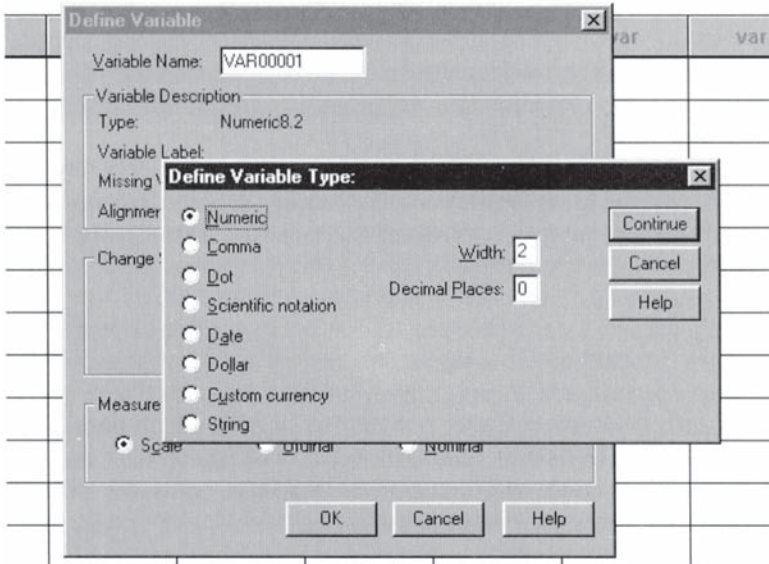 Define Variable
var
var
Variable Name: VAR00001
Variable Description
Type: Numeric8.2
Variable Label:
Missing
Define Variable Type:
Numeric
Comma
Dot
Scientific notation
Date
Dollar
Custom currency
String
Width: 2
Decimal Places: 0
Continue
Cancel
Help
Change
Measure
Scale
Ordinal
Nominal
OK
Cancel
Help